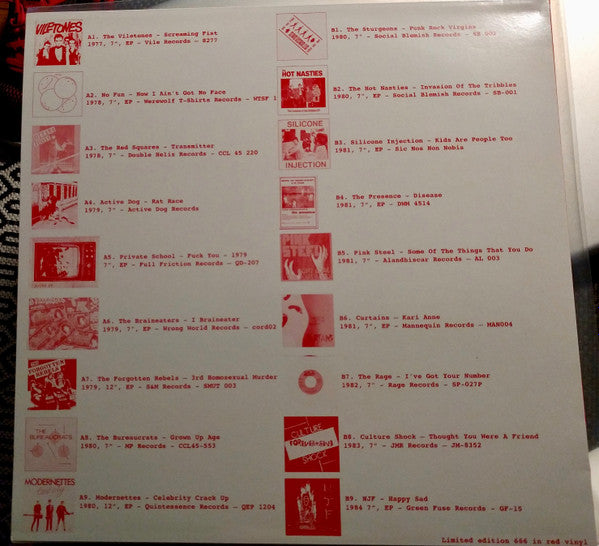 VILETONES
A1. The Viletones - Screaming Fist
1977, 7", EP - Vile Records - 8277
A2. No Fun - Now I Ain't Got No Face
1978, 7", EP - Werewolf T-Shirts Records - WTSF 1
A3. The Red Squares - Transmitter
1978, 7" - Double Helix Records - CCL 45 220
A4. Active Dog - Rat Race
1979, 7" - Active Dog Records
A5. Private School - Fuck You - 1979
7", EP - Full Friction Records - QD-207
A6. The Braineaters - I Braineater
1979, 7", EP - Wrong World Records - cord02
FORGOTTEN
REBELS
A7. The Forgotten Rebels - 3rd Homosexual Murder
1979, 12", EP - S&M Records - SMUT 003
THE
BUREAUCRATS
A8. The Bureaucrats - Grown Up Age
1980, 7" - MP Records - CCL45-553
MODERNETTES
A9. Modernettes - Celebrity Crack Up
1980, 12", EP - Quintessence Records - QEP 1204
B1. The Sturgeons - Punk Rock Virgins
1980, 7" - Social Blemish Records - SB 002
HOT NASTIES
B2. The Hot Nasties - Invasion Of The Tribbles
1980, 7", EP - Social Blemish Records - SB-001
SILICONE
INJECTION
B3. Silicone Injection - Kids Are People Too
1981, 7", EP - Sic Nos Non Nobis
B4. The Presence - Disease
1981, 7", EP - DMM 4514
B5. Pink Steel - Some Of The Things That You Do
1981, 7" - Alandhiscar Records - AL 003
B6. Curtains - Kari Anne
1981, 7", EP - Mannequin Records - MAN004
B7. The Rage - I've Got Your Number
1982, 7" - Rage Records - SP-027P
CULTURE
SHOCK
B8. Culture Shock - Thought You Were A Friend
1983, 7" - JMR Records - JM-8352
NJF
B9. NJF - Happy Sad
1984 7", EP - Green Fuse Records - GF-15
Limited edition 666 in red vinyl